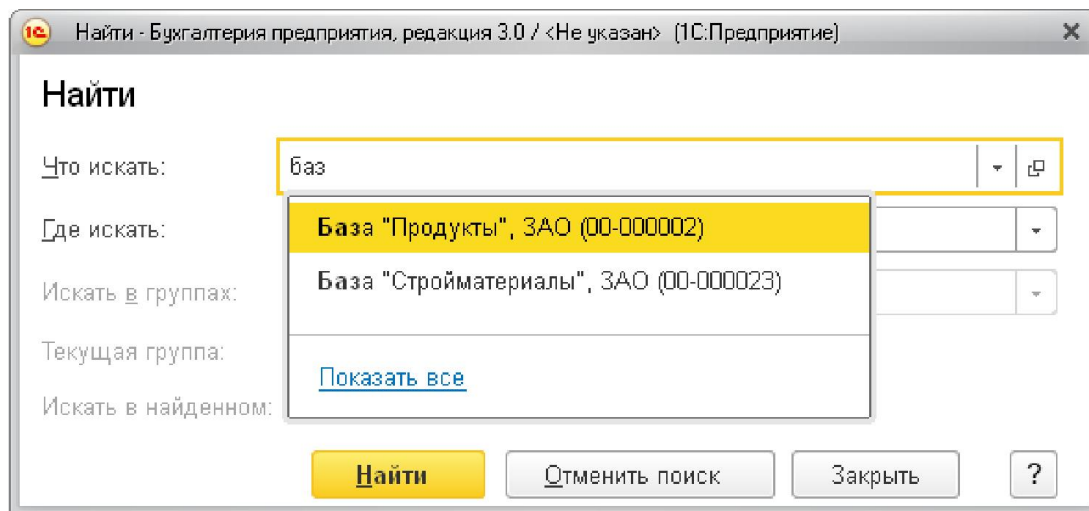 1С Найти - Бухгалтерия предприятия, редакция 3.0 / <Не указан> (1С:Предприятие)
Найти
Что искать: баз
База "Продукты", ЗАО (00-000002)
Где искать:
База "Стройматериалы", ЗАО (00-000023)
Искать в группах:
Текущая группа:
Показать все
Искать в найденном:
Найти Отменить поиск Закрыть ?